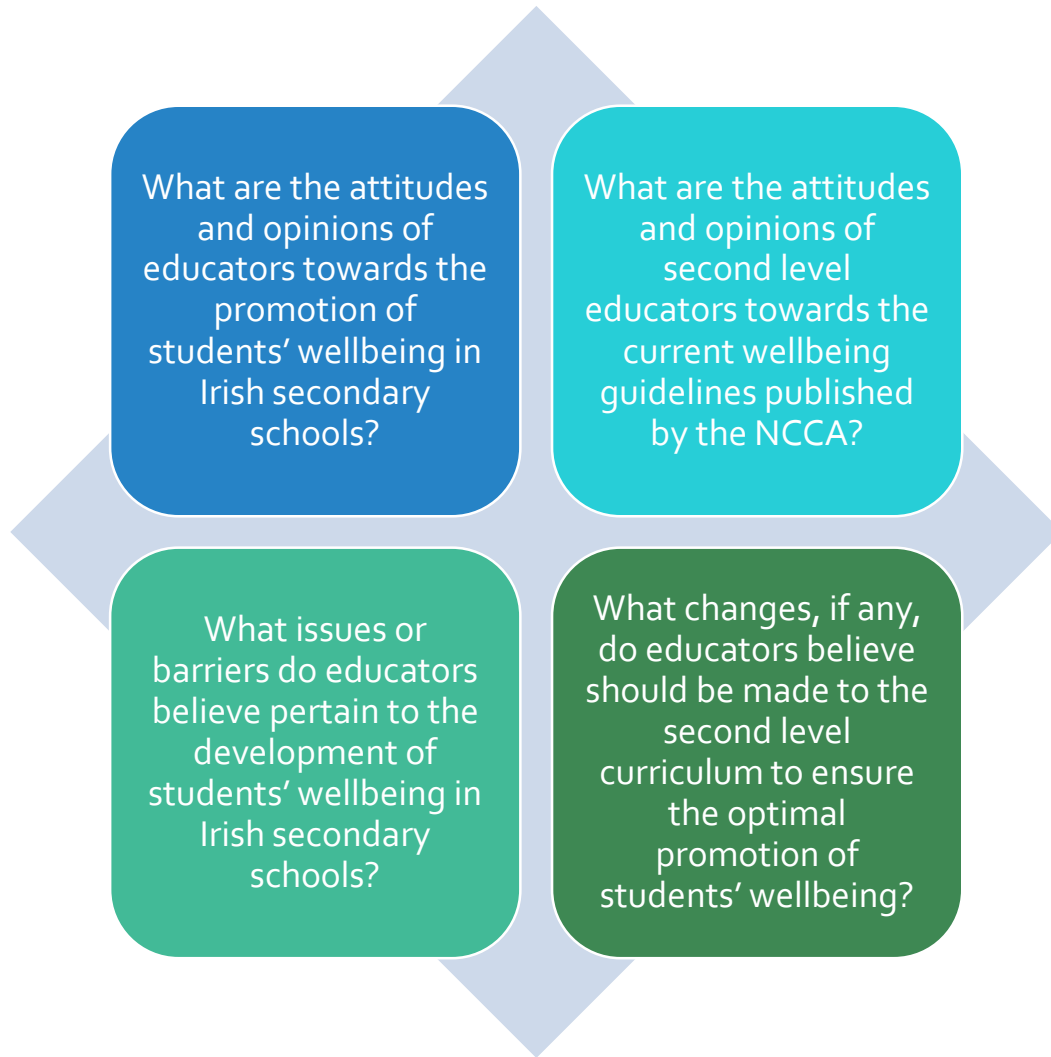 What are the attitudes
and opinions of
educators towards the
promotion of
students’ wellbeing in
Irish secondary
schools?
What are the attitudes
and opinions of
second level
educators towards the
current wellbeing
guidelines published
by the NCCA?
What issues or
barriers do educators
believe pertain to the
development of
students’ wellbeing in
Irish secondary
schools?
What changes, if any,
do educators believe
should be made to the
second level
curriculum to ensure
the optimal
promotion of
students’ wellbeing?